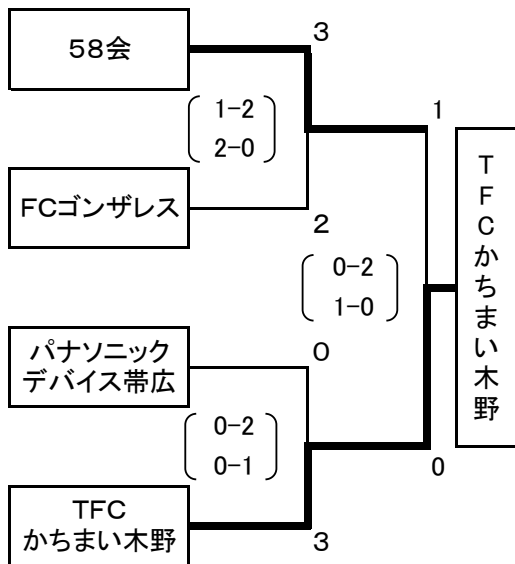 58会
3
1-2
2-0
FCゴンザレス
2
1
0-2
1-0
TFCかちまい木野
パナソニック
デバイス帯広
0
0-2
0-1
TFC
かちまい木野
3
0